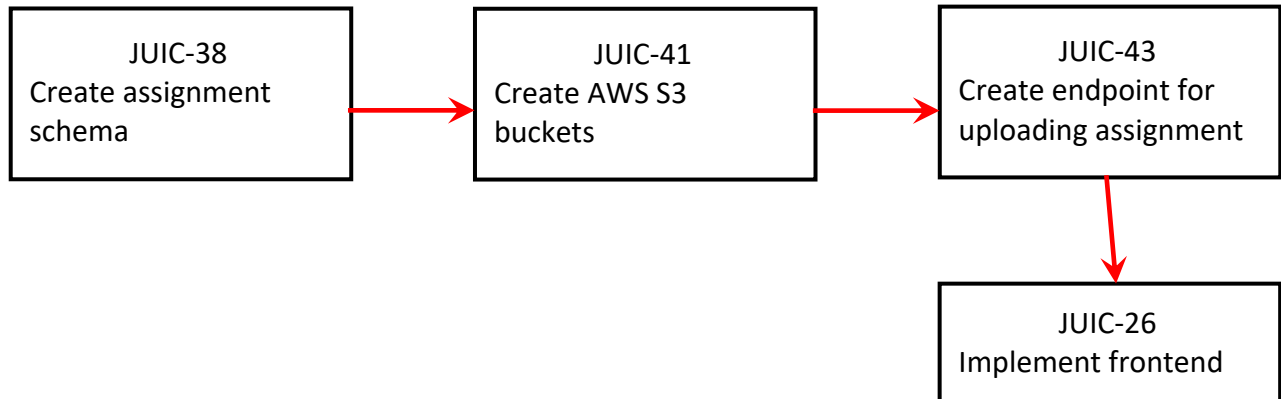 JUIC-38
Create assignment
schema
JUIC-41
Create AWS S3
buckets
JUIC-43
Create endpoint for
uploading assignment
JUIC-26
Implement frontend